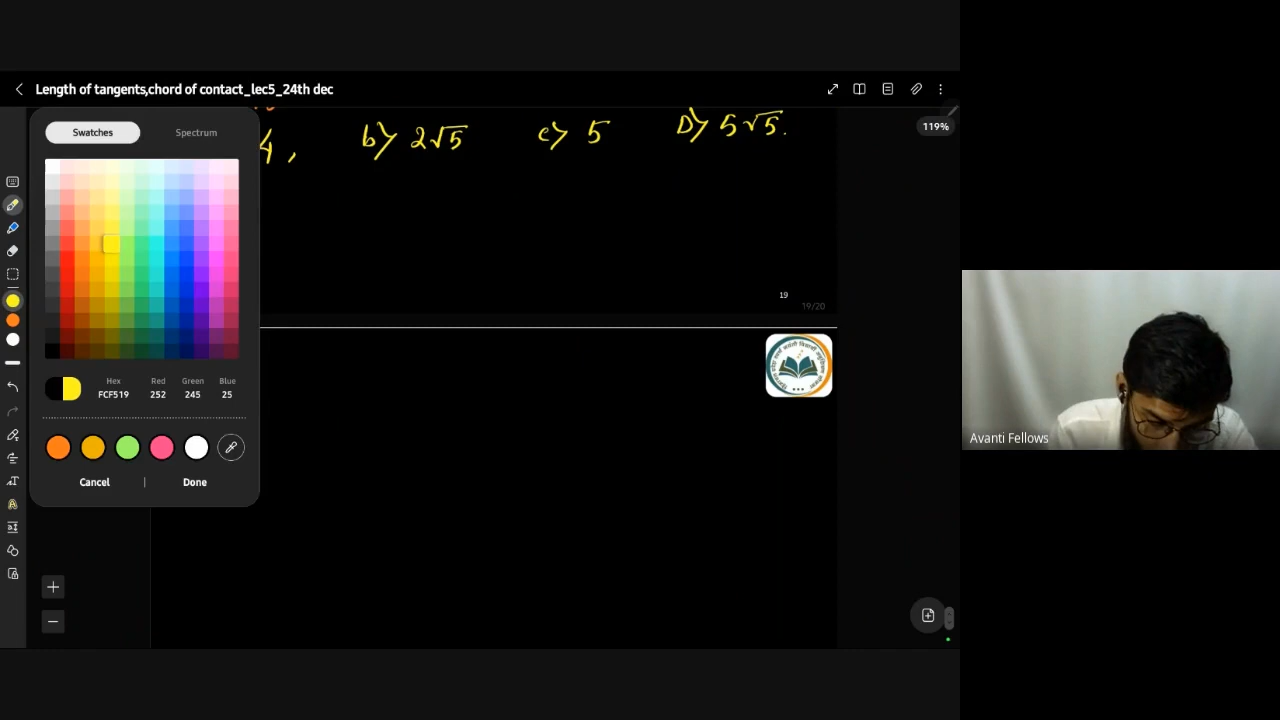 Length of tangents,chord of contact_lec5_24th dec
119%
Swatches Spectrum
4, b> 2√5 c> 5 D> 5√5.
19
19/20
Hex Red Green Blue
FCF519 252 245 25
Cancel | Done
Avanti Fellows